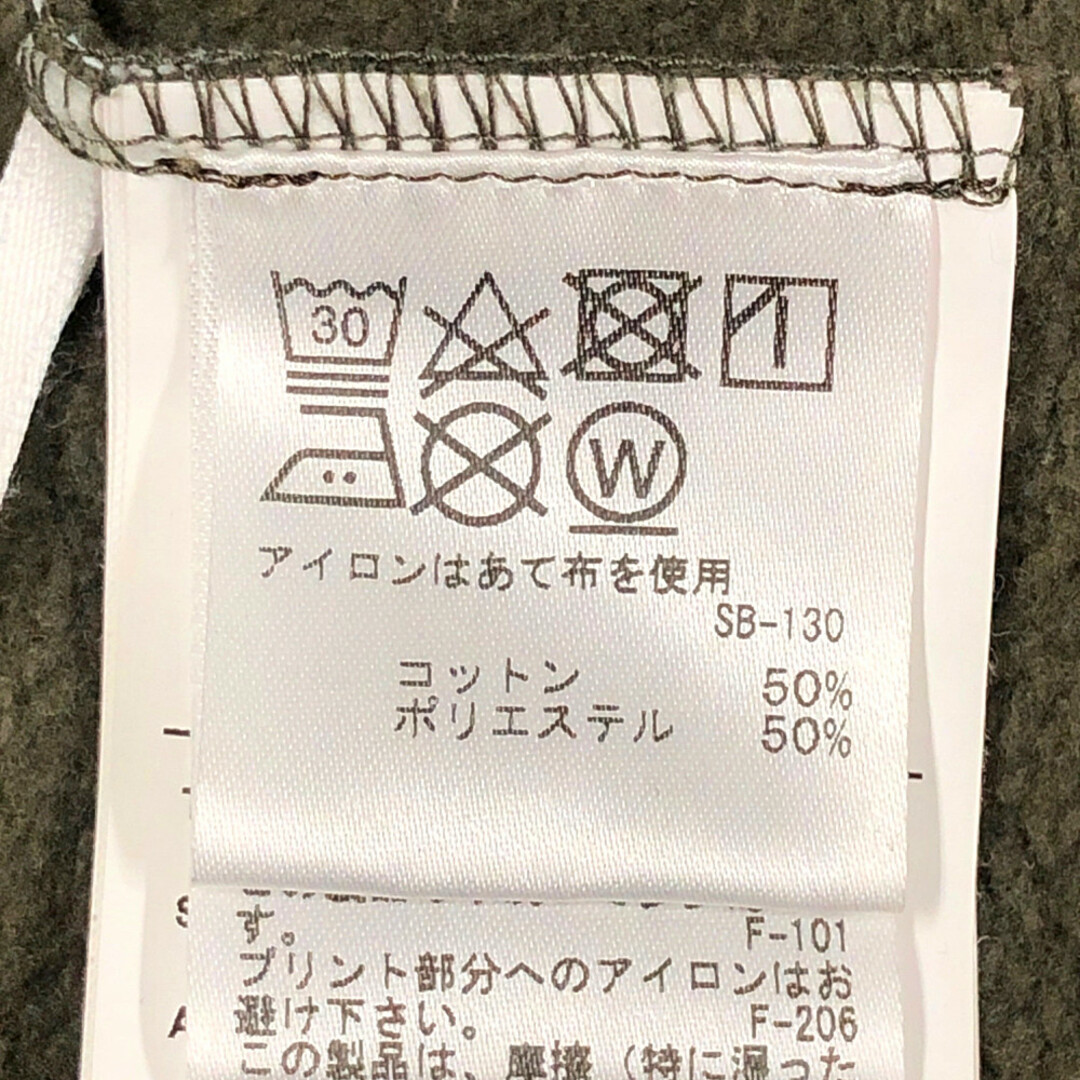 30
W
アイロンはあて布を使用
SB-130
コットン 50%
ポリエステル 50%
す。 F-101
プリント部分へのアイロンはお
避け下さい。 F-206
この製品は、摩擦（特に湿った